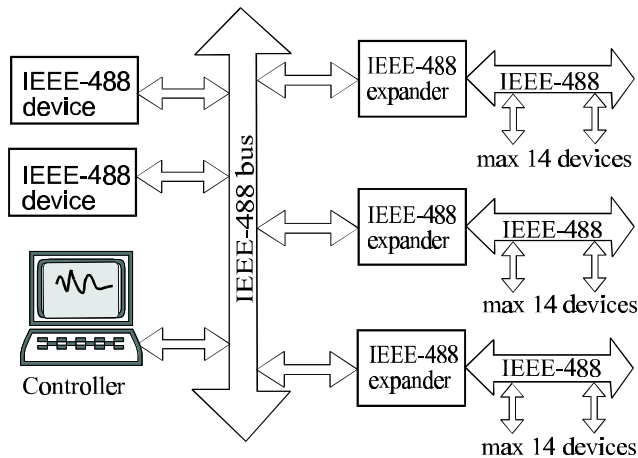 IEEE-488
device
IEEE-488
device
Controller
IEEE-488 bus
IEEE-488
expander
IEEE-488
max 14 devices
IEEE-488
expander
IEEE-488
max 14 devices
IEEE-488
expander
IEEE-488
max 14 devices